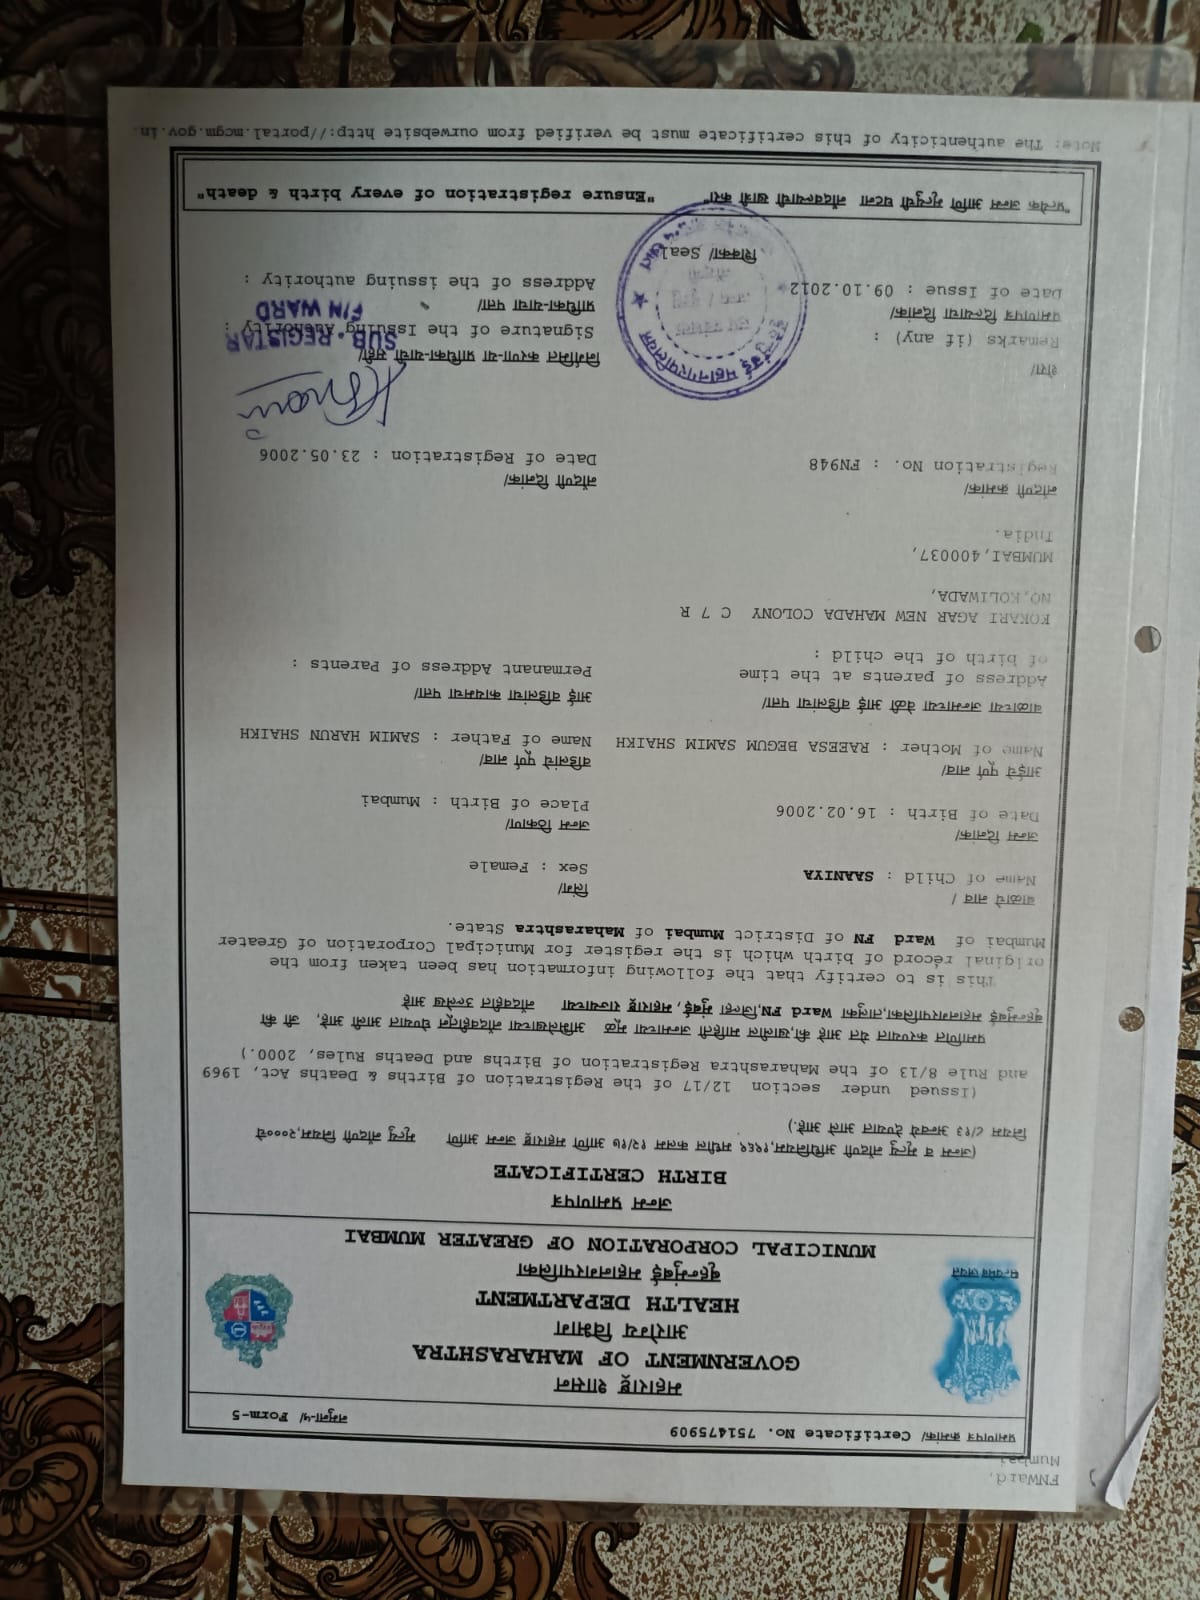 FNWard,
Mumbai
प्रमाणपत्र क्रमांक/ Certificate No. 751475909
नमुना-५/ Form-5
महाराष्ट्र शासन
GOVERNMENT OF MAHARASHTRA
आरोग्य विभाग
HEALTH DEPARTMENT
बृहन्मुंबई महानगरपालिका
MUNICIPAL CORPORATION OF GREATER MUMBAI
सत्यमेव जयते
जन्म प्रमाणपत्र
BIRTH CERTIFICATE
(जन्म व मृत्यु नोंदणी अधिनियम,१९६९ मधील कलम १२/१७ आणि महाराष्ट्र जन्म आणि मृत्यु नोंदणी नियम,२०००चे
नियम ८/१३ अन्वये देण्यात आले आहे.)
(Issued under section 12/17 of the Registration of Births & Deaths Act, 1969
and Rule 8/13 of the Maharashtra Registration of Births and Deaths Rules, 2000.)
प्रमाणित करण्यात येत आहे की,खालील माहिती जन्माच्या मूळ अभिलेखाच्या नोंदवहीतून घेण्यात आली आहे, जी की
बृहन्मुंबई महानगरपालिका,तालुका Ward FN,जिल्हा मुंबई, महाराष्ट्र राज्याच्या नोंदवहीत उल्लेख आहे
This is to certify that the following information has been taken from the
original record of birth which is the register for Municipal Corporation of Greater
Mumbai of Ward FN of District Mumbai of Maharashtra State.
बाळाचे नाव /
Name of Child : SAANIYA
लिंग/
Sex : Female
जन्म दिनांक/
Date of Birth : 16.02.2006
जन्म ठिकाण/
Place of Birth : Mumbai
आईचे पूर्ण नाव/
Name of Mother : RAEESA BEGUM SAMIM SHAIKH
वडिलांचे पूर्ण नाव/
Name of Father : SAMIM HARUN SHAIKH
बाळाच्या जन्माच्या वेळी आई वडिलांचा पत्ता/
Address of parents at the time
of birth of the child :
आई वडिलांचा कायमचा पत्ता/
Permanant Address of Parents :
KOKARI AGAR NEW MAHADA COLONY C 7 R
NO,KOLIWADA,
MUMBAI,400037,
India.
नोंदणी क्रमांक/
Registration No. : FN948
नोंदणी दिनांक/
Date of Registration : 23.05.2006
शेरा/
Remarks (if any) :
निर्गमित करणा-या प्राधिका-याची सही/
Signature of the Issuing Authority :
SUB-REGISTAR
F/N WARD
प्रमाणपत्र दिल्याचा दिनांक/
Date of Issue : 09.10.2012
प्राधिका-याचा पत्ता/
Address of the issuing authority :
शिक्का/ Seal
बृहन्मुंबई महानगरपालिका
"प्रत्येक जन्म आणि मृत्यूची घटना नोंदवल्याची खात्री करा" "Ensure registration of every birth & death"
Note: The authenticity of this certificate must be verified from ourwebsite http://portal.mcgm.gov.in.